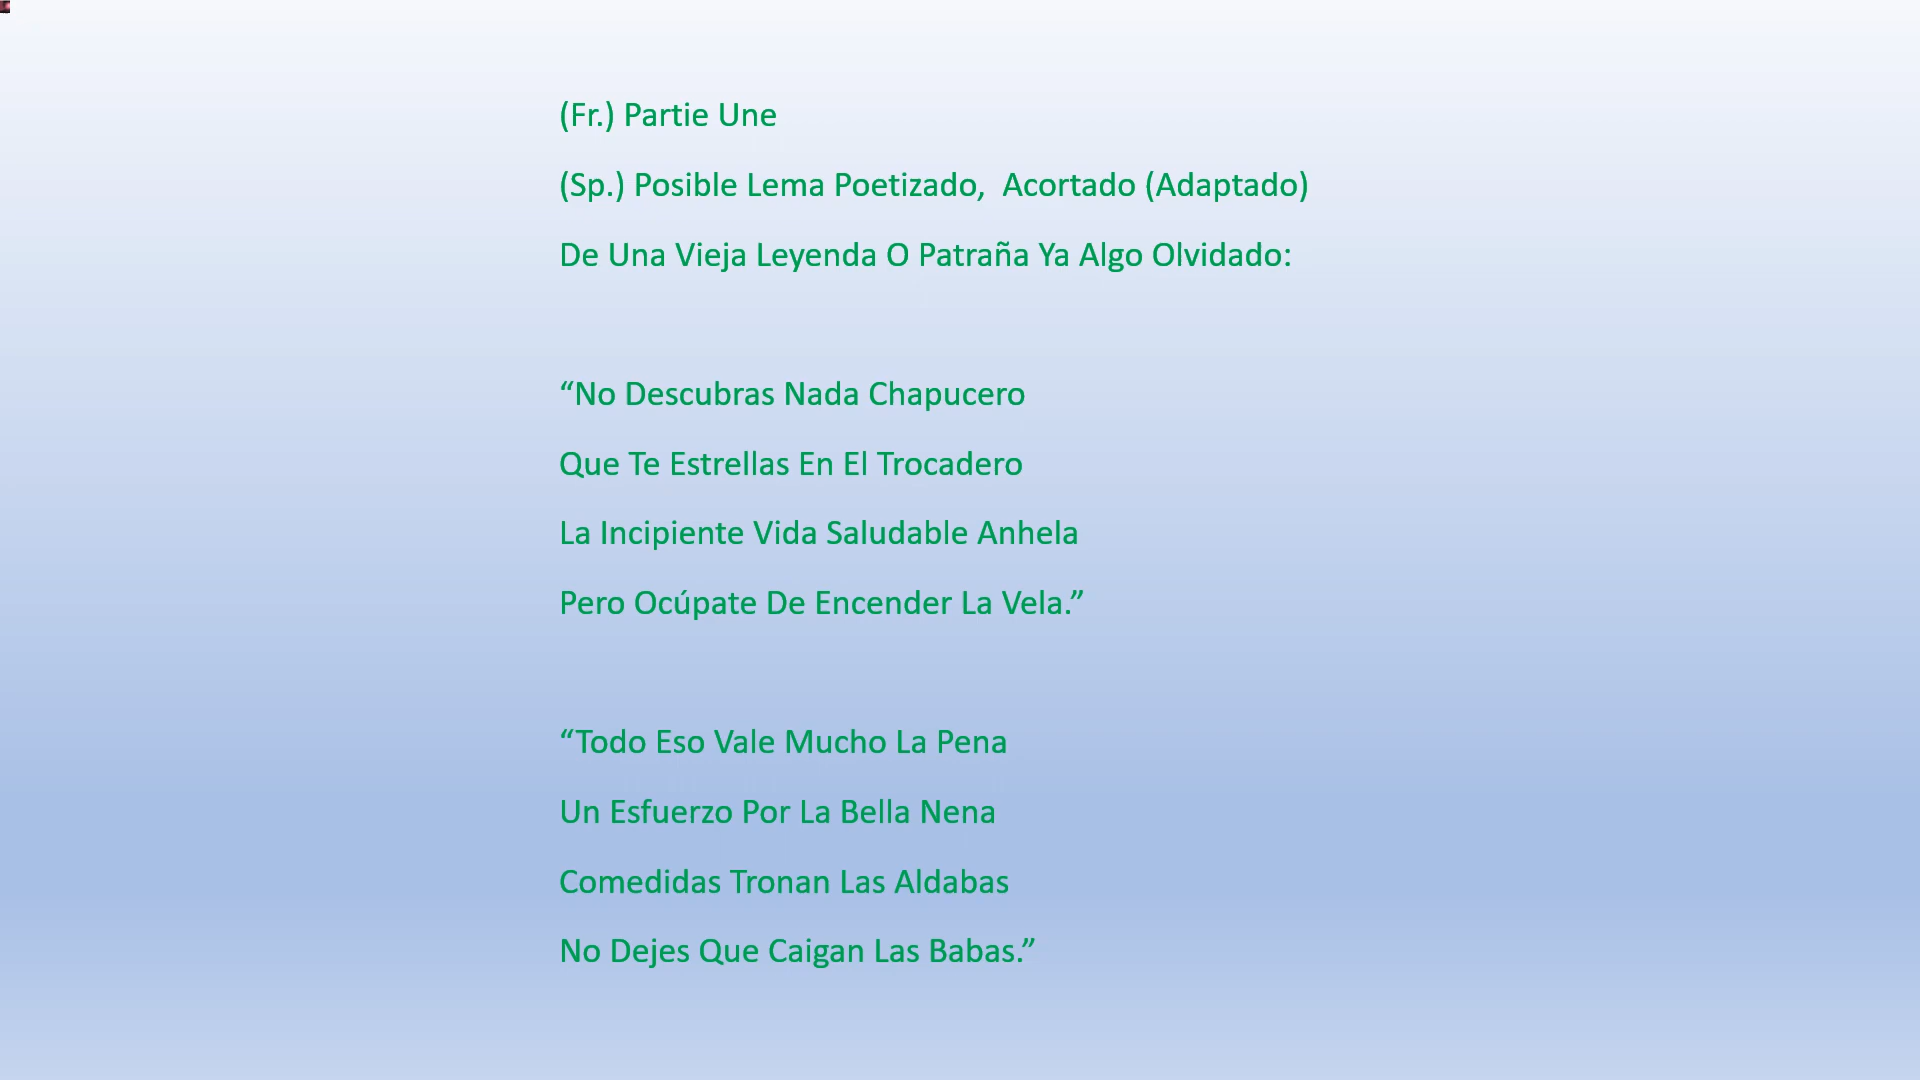 (Fr.) Partie Une
(Sp.) Posible Lema Poetizado,  Acortado (Adaptado)
De Una Vieja Leyenda O Patraña Ya Algo Olvidado:
“No Descubras Nada Chapucero
Que Te Estrellas En El Trocadero
La Incipiente Vida Saludable Anhela
Pero Ocúpate De Encender La Vela.”
“Todo Eso Vale Mucho La Pena
Un Esfuerzo Por La Bella Nena
Comedidas Tronan Las Aldabas
No Dejes Que Caigan Las Babas.”